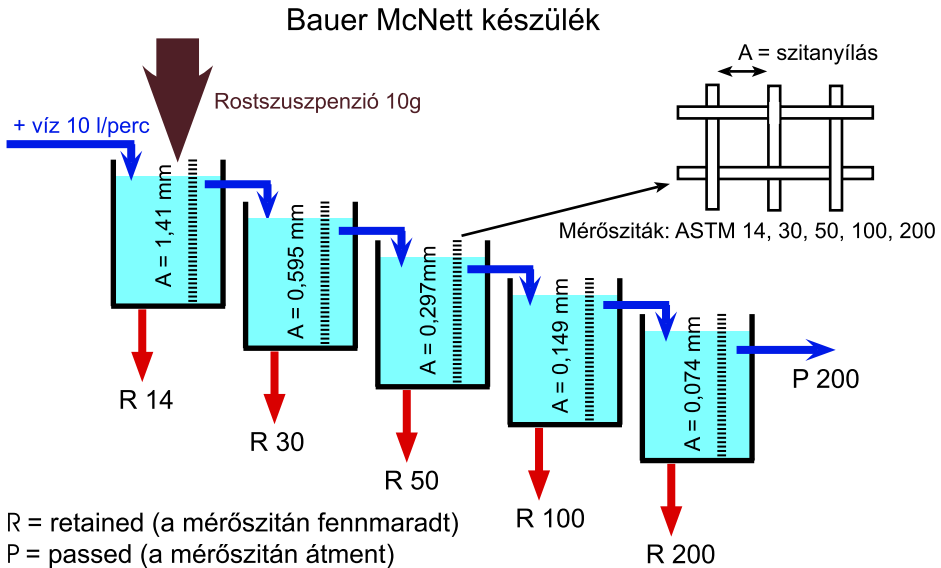 Bauer McNett készülék
A = szitanyílás
Rostszuszpenzió 10g
+ víz 10 l/perc
A = 1,41 mm
A = 0,595 mm
A = 0,297mm
A = 0,149 mm
A = 0,074 mm
Mérősziták: ASTM 14, 30, 50, 100, 200
P 200
R 14
R 30
R 50
R 100
R 200
R = retained (a mérőszitán fennmaradt)
P = passed (a mérőszitán átment)